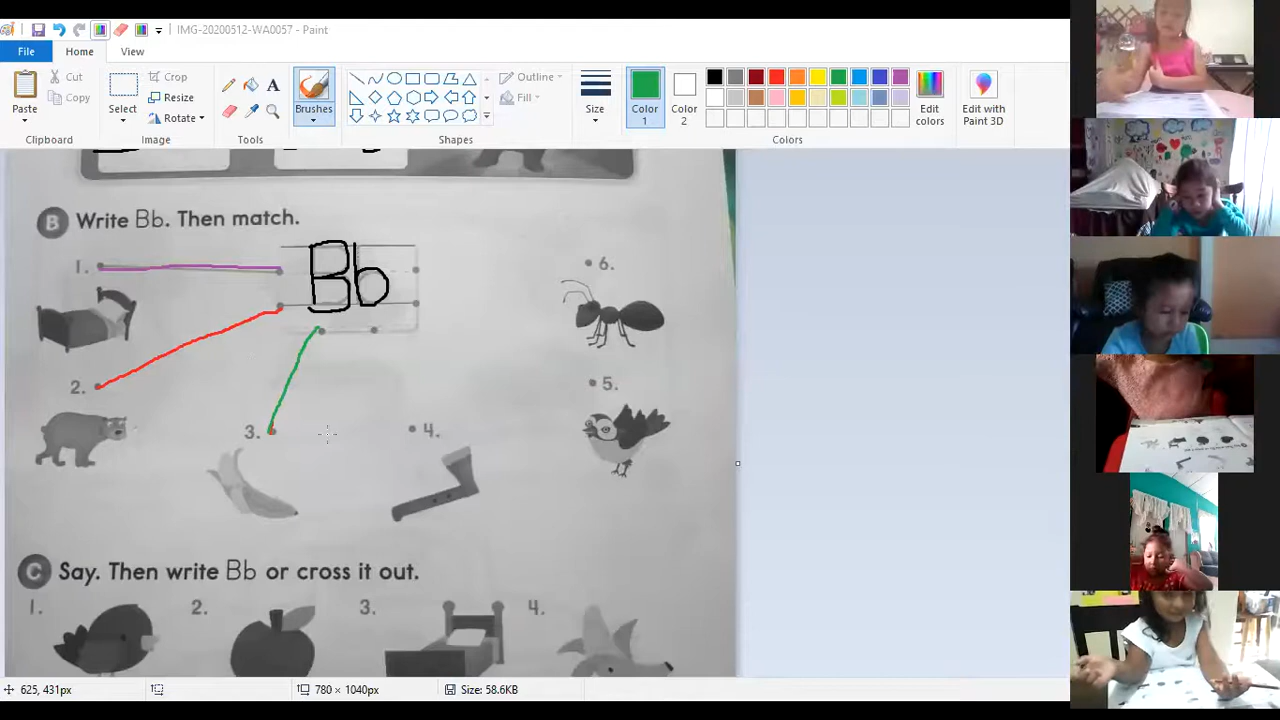 IMG-20200512-WA0057 - Paint
File Home View
Paste
Cut
Copy
Clipboard
Select
Crop
Resize
Rotate
Image
A
Tools
Brushes
Outline
Fill
Shapes
Size
Color 1
Color 2
Colors
Edit colors
Edit with Paint 3D
B Write Bb. Then match.
1.
Bb
6.
2.
5.
3.
4.
C Say. Then write Bb or cross it out.
1. 2. 3. 4.
625, 431px
780 × 1040px
Size: 58.6KB